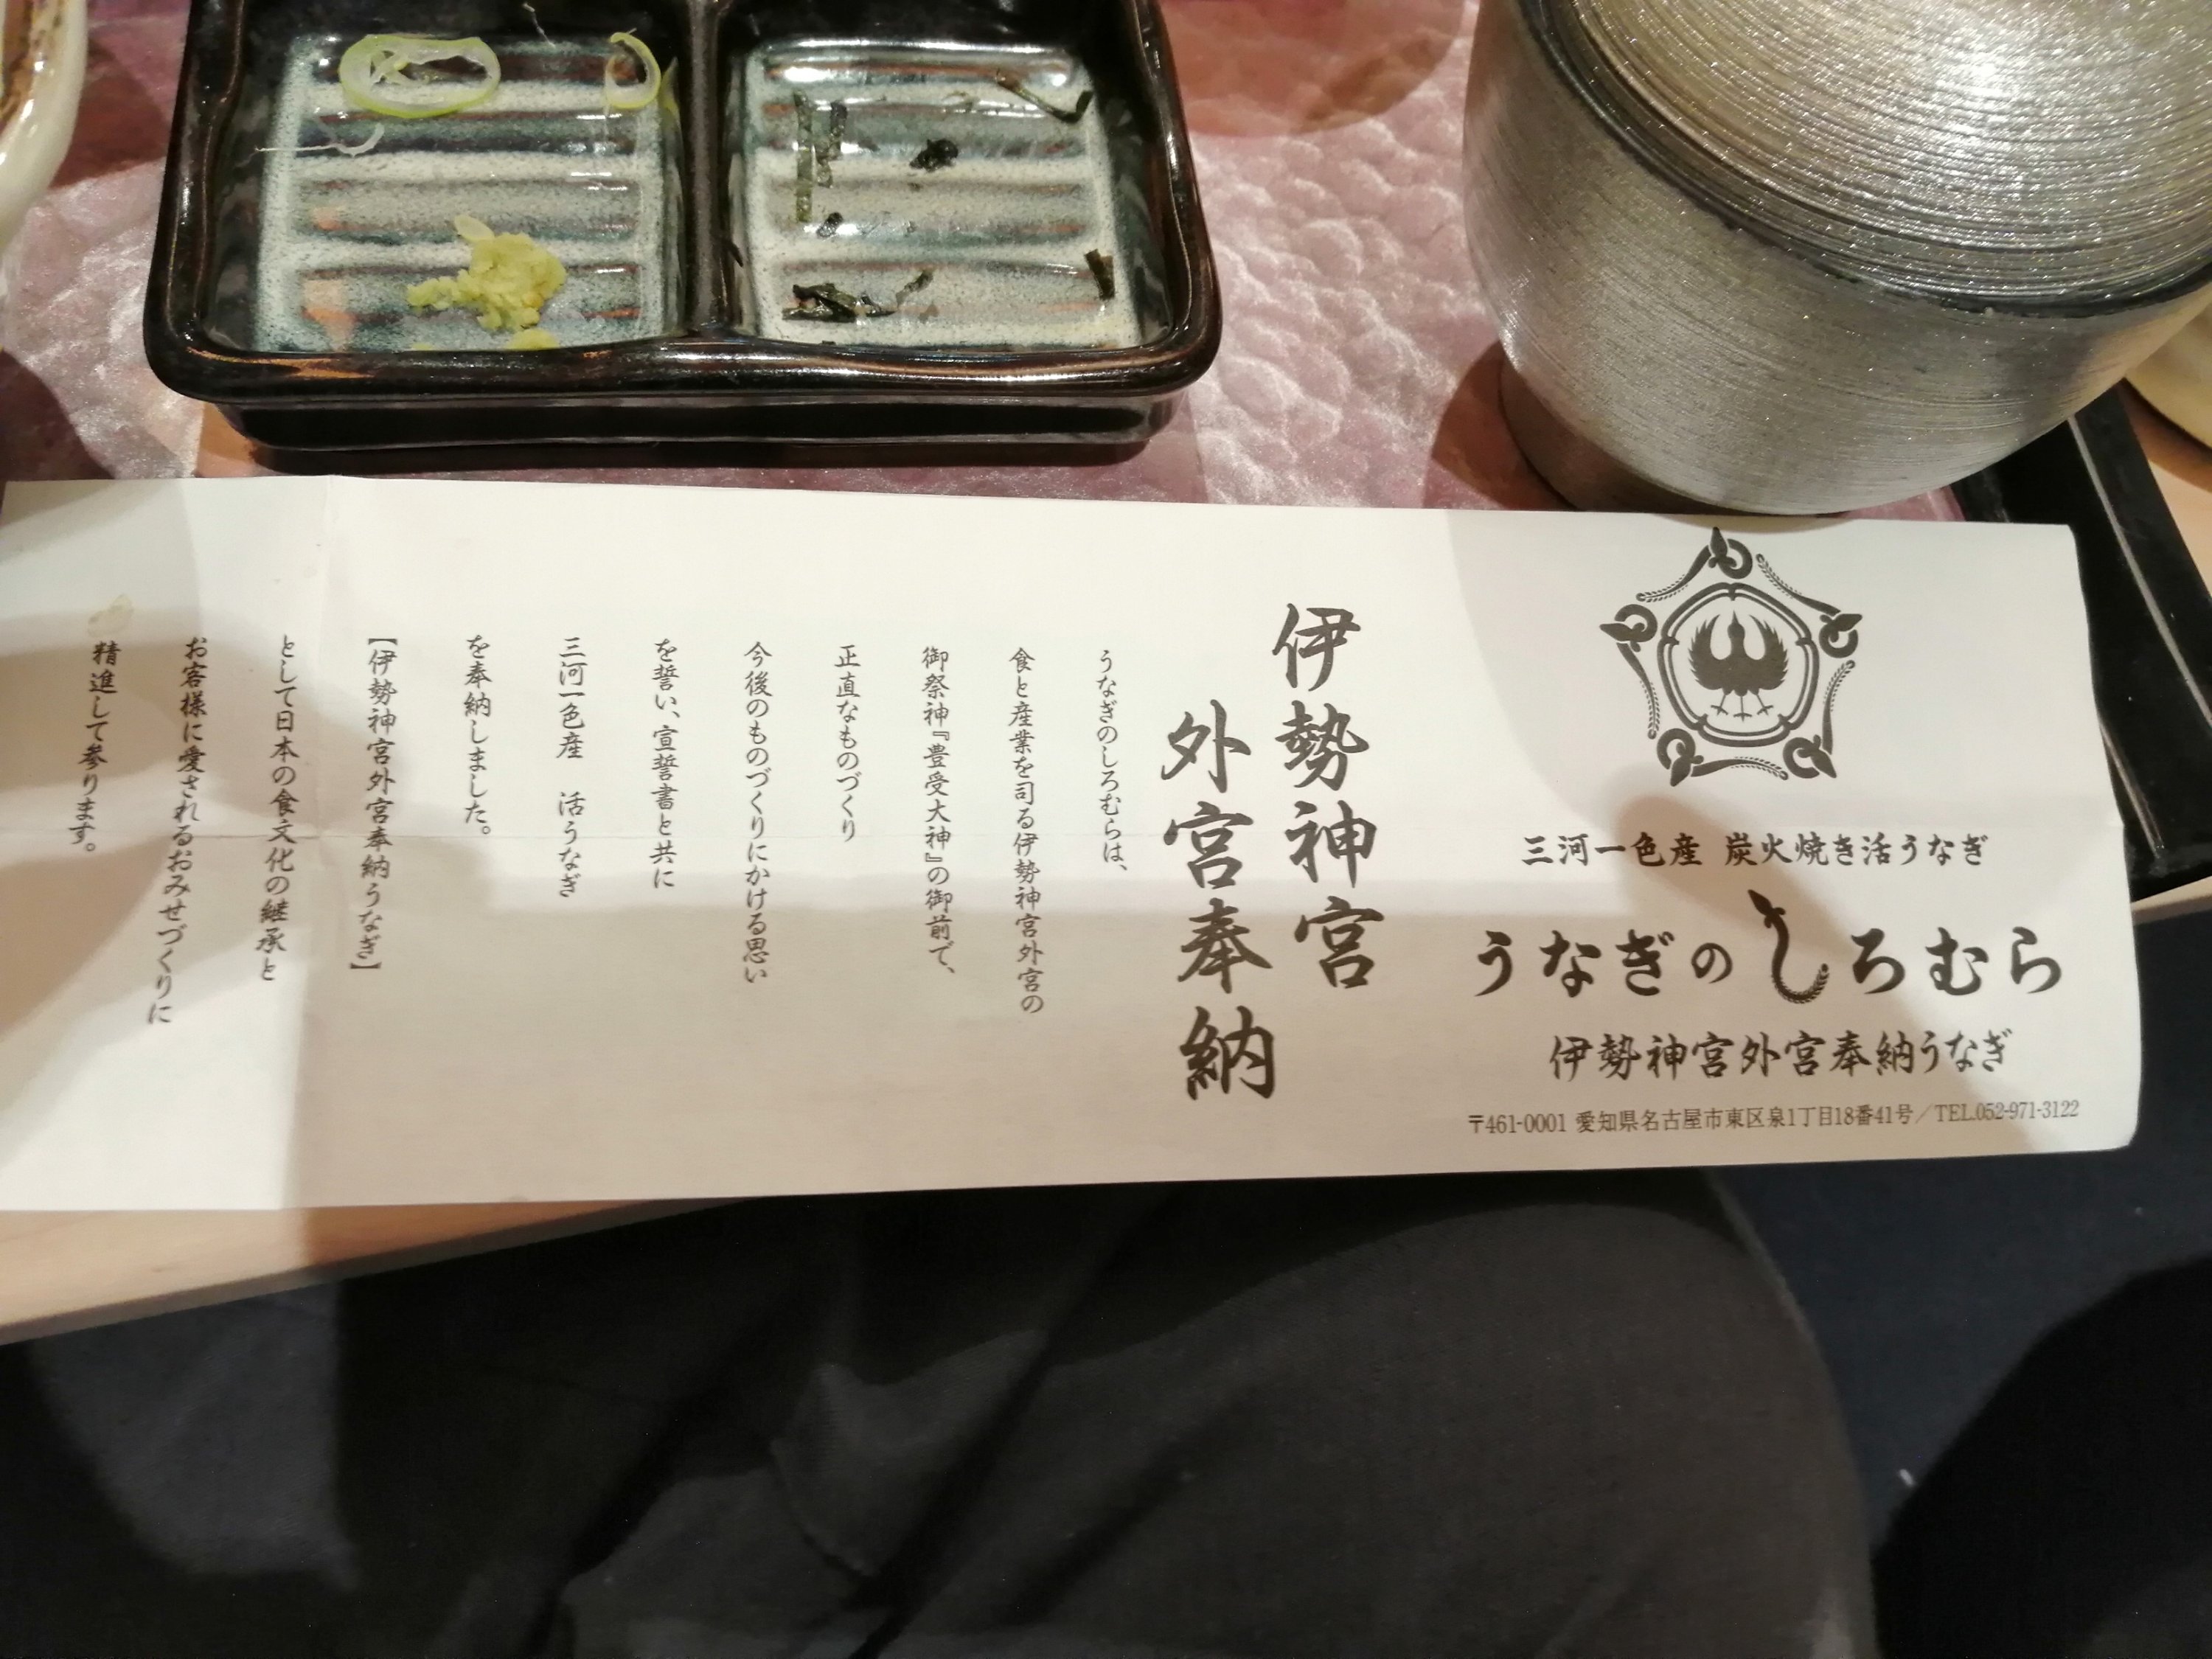 三河一色産 炭火焼き活うなぎ
うなぎのしろむら
伊勢神宮外宮奉納うなぎ
〒461-0001 愛知県名古屋市東区泉1丁目18番41号／TEL.052-971-3122
伊勢神宮
外宮奉納
うなぎのしろむらは、
食と産業を司る伊勢神宮外宮の
御祭神『豊受大神』の御前で、
正直なものづくり
今後のものづくりにかける思い
を誓い、宣誓書と共に
三河一色産 活うなぎ
を奉納しました。
【伊勢神宮外宮奉納うなぎ】
として日本の食文化の継承と
お客様に愛されるおみせづくりに
精進して参ります。